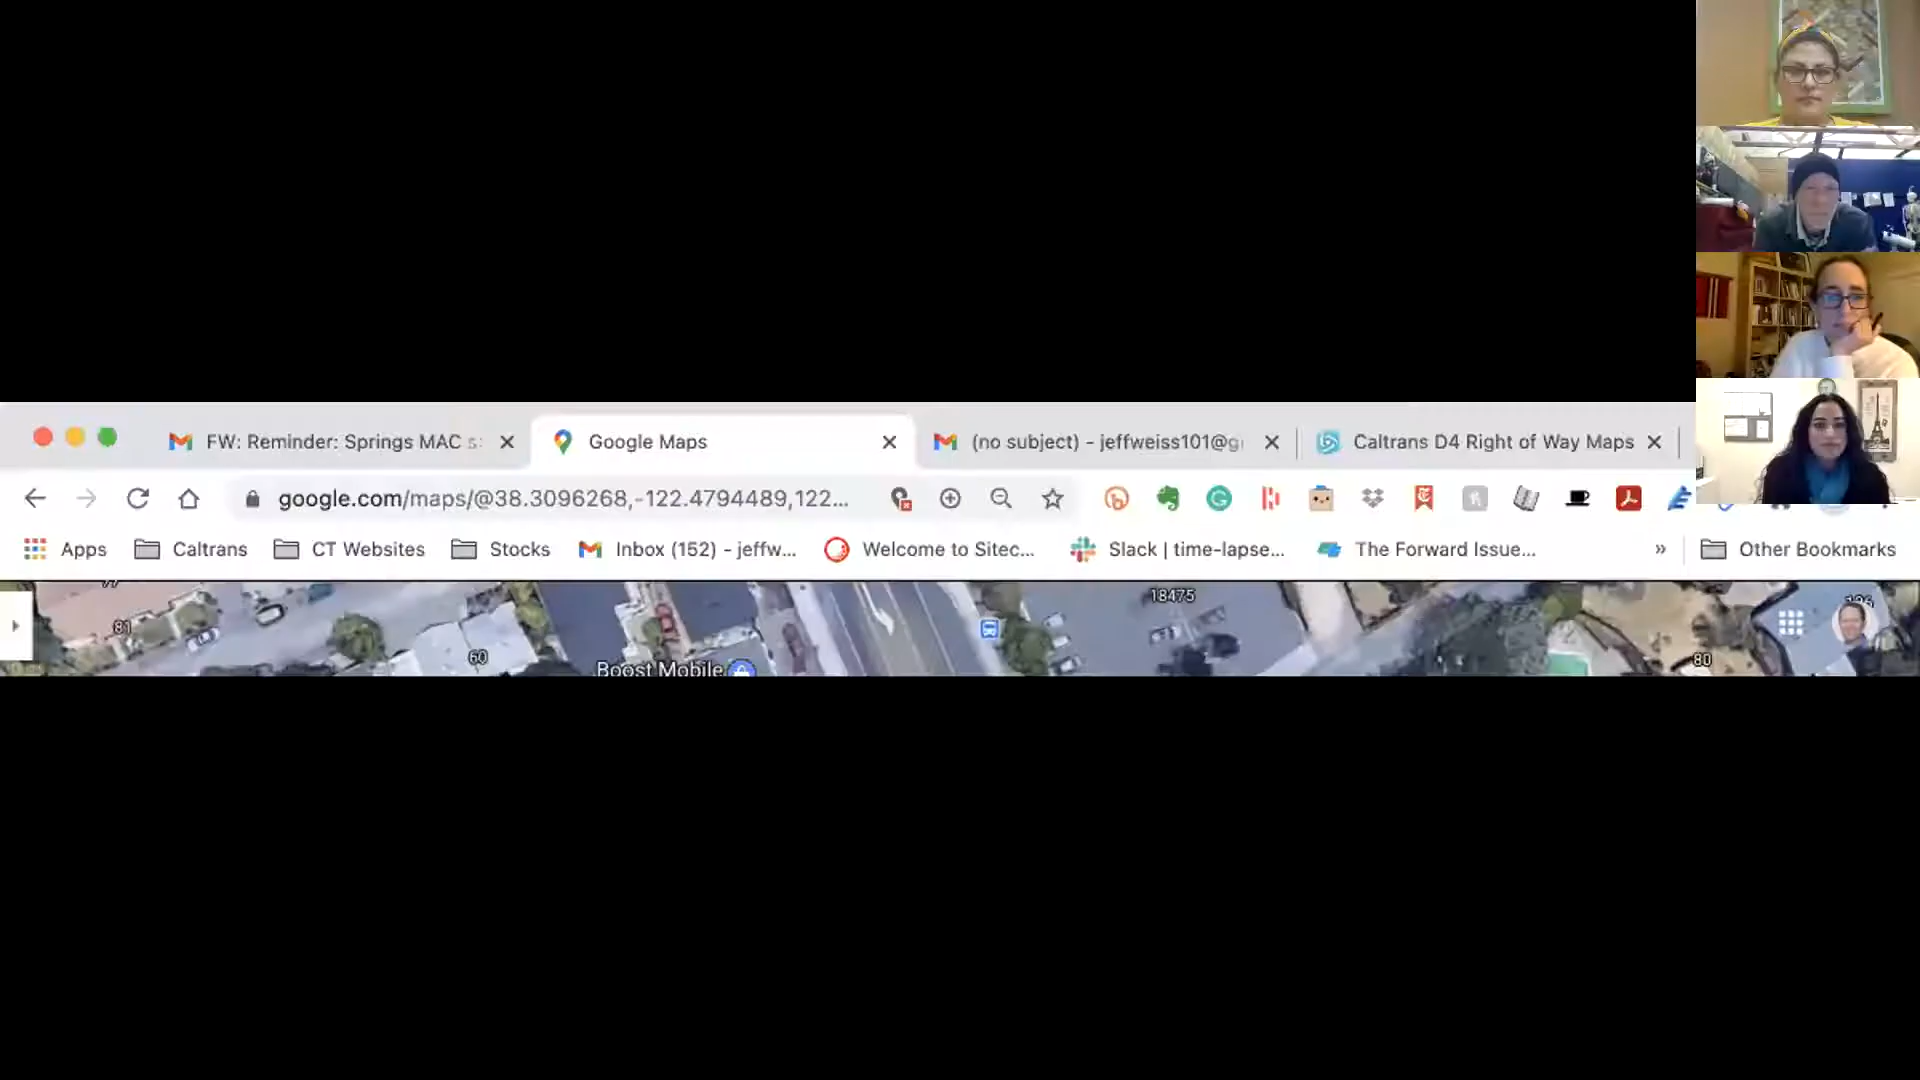 FW: Reminder: Springs MAC s
Google Maps
(no subject) - jeffweiss101@g
Caltrans D4 Right of Way Maps
google.com/maps/@38.3096268,-122.4794489,122...
Apps
Caltrans
CT Websites
Stocks
Inbox (152) - jeffw...
Welcome to Sitec...
Slack | time-lapse...
The Forward Issue...
»
Other Bookmarks
18475
81
60
80
Boost Mobile